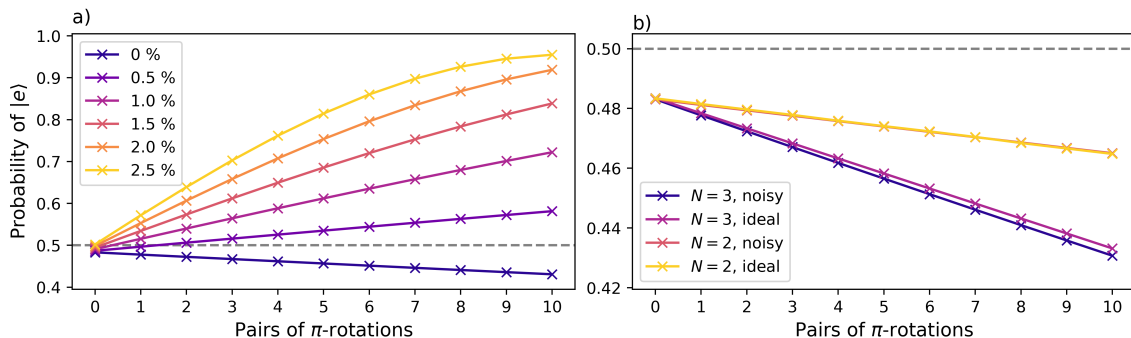 a)
Probability of |e⟩
1.0
0.9
0.8
0.7
0.6
0.5
0.4
0 %
0.5 %
1.0 %
1.5 %
2.0 %
2.5 %
0 1 2 3 4 5 6 7 8 9 10
Pairs of π-rotations
b)
0.50
0.48
0.46
0.44
0.42
N = 3, noisy
N = 3, ideal
N = 2, noisy
N = 2, ideal
0 1 2 3 4 5 6 7 8 9 10
Pairs of π-rotations